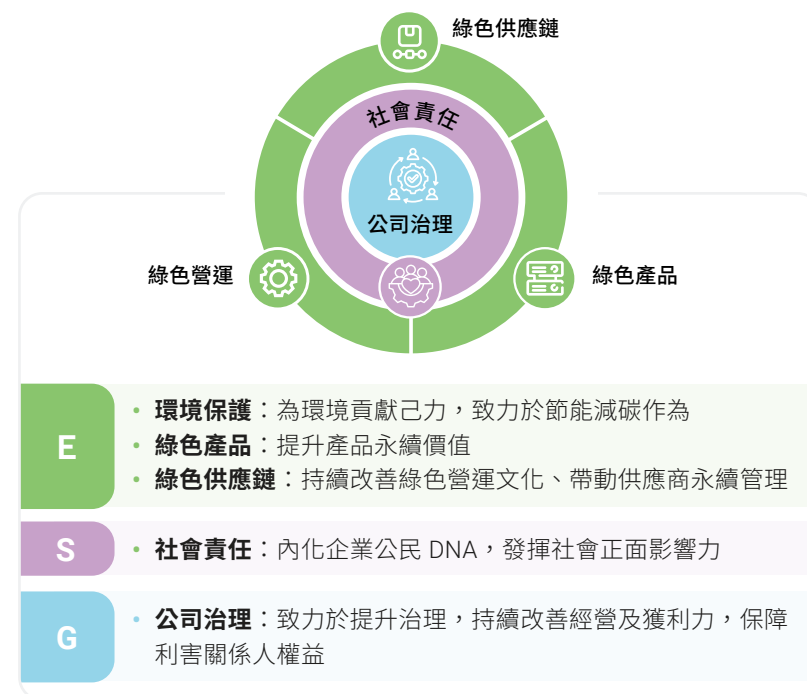 綠色供應鏈
社會責任
公司治理
綠色營運
綠色產品
E
• 環境保護：為環境貢獻己力，致力於節能減碳作為
• 綠色產品：提升產品永續價值
• 綠色供應鏈：持續改善綠色營運文化、帶動供應商永續管理
S
• 社會責任：內化企業公民 DNA，發揮社會正面影響力
G
• 公司治理：致力於提升治理，持續改善經營及獲利力，保障
利害關係人權益